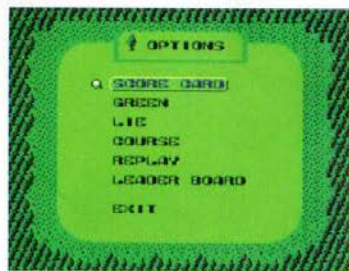 OPTIONS
SCORE CARD
GREEN
LIE
COURSE
REPLAY
LEADER BOARD
EXIT